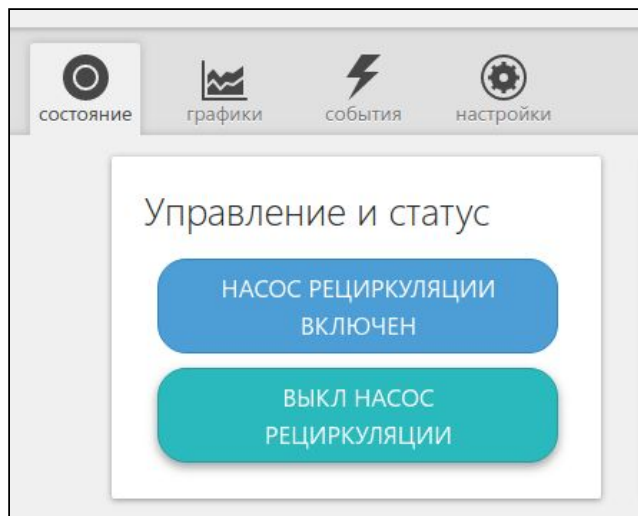 состояние графики события настройки
Управление и статус
НАСОС РЕЦИРКУЛЯЦИИ
ВКЛЮЧЕН
ВЫКЛ НАСОС
РЕЦИРКУЛЯЦИИ